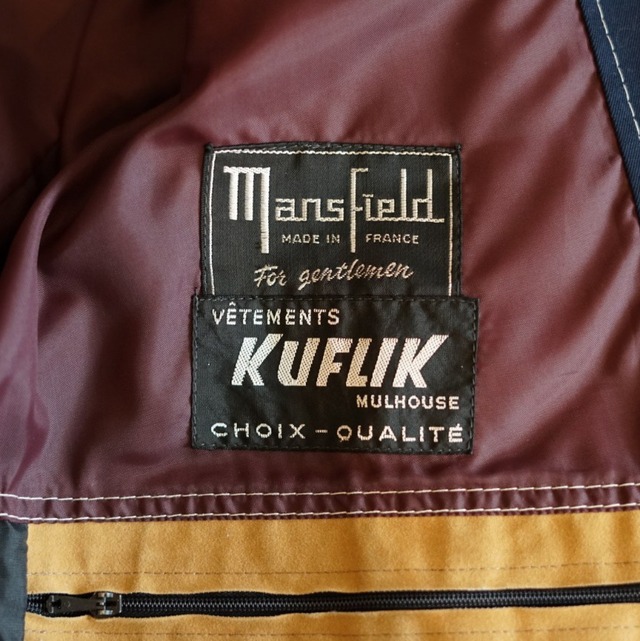 Mansfield
MADE IN FRANCE
For gentlemen
VÊTEMENTS
KUFLIK
MULHOUSE
CHOIX - QUALITÉ